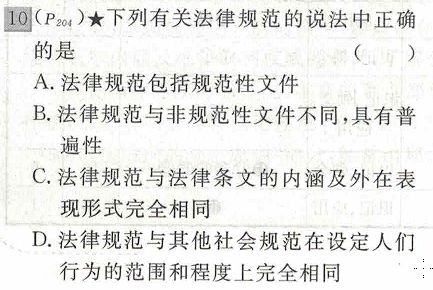 10 (P204)★下列有关法律规范的说法中正确
的是 ( )
A. 法律规范包括规范性文件
B. 法律规范与非规范性文件不同,具有普
遍性
C. 法律规范与法律条文的内涵及外在表
现形式完全相同
D. 法律规范与其他社会规范在设定人们
行为的范围和程度上完全相同